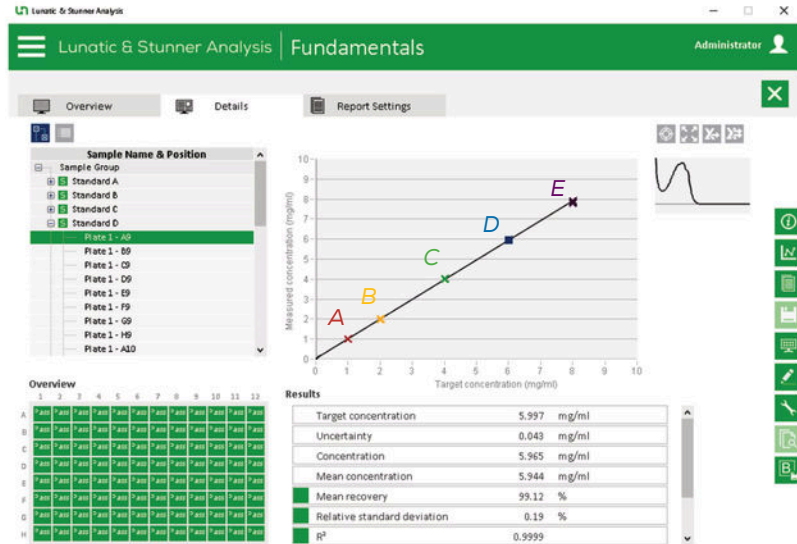 Lunatic & Stunner Analysis
Lunatic & Stunner Analysis | Fundamentals
Administrator
Overview
Details
Report Settings
Sample Name & Position
Sample Group
S Standard A
S Standard B
S Standard C
S Standard D
Plate 1 - A9
Plate 1 - B9
Plate 1 - C9
Plate 1 - D9
Plate 1 - E9
Plate 1 - F9
Plate 1 - G9
Plate 1 - H9
Plate 1 - A10
Measured concentration (mg/ml)
10
9
8
7
6
5
4
3
2
1
0
A
B
C
D
E
0 1 2 3 4 5 6 7 8 9 10
Target concentration (mg/ml)
Overview
1 2 3 4 5 6 7 8 9 10 11 12
A
B
C
D
E
F
G
H
Results
Target concentration 5.997 mg/ml
Uncertainty 0.043 mg/ml
Concentration 5.965 mg/ml
Mean concentration 5.944 mg/ml
Mean recovery 99.12 %
Relative standard deviation 0.19 %
R² 0.9999
B